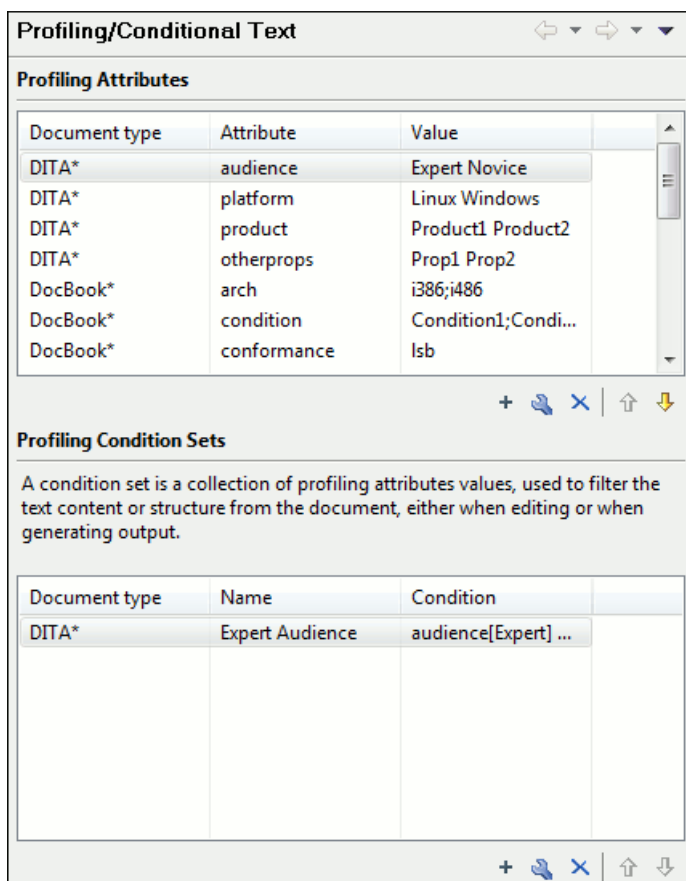 Profiling/Conditional Text
Profiling Attributes
Document type Attribute Value
DITA* audience Expert Novice
DITA* platform Linux Windows
DITA* product Product1 Product2
DITA* otherprops Prop1 Prop2
DocBook* arch i386;i486
DocBook* condition Condition1;Condi...
DocBook* conformance lsb
Profiling Condition Sets
A condition set is a collection of profiling attributes values, used to filter the
text content or structure from the document, either when editing or when
generating output.
Document type Name Condition
DITA* Expert Audience audience[Expert] ...